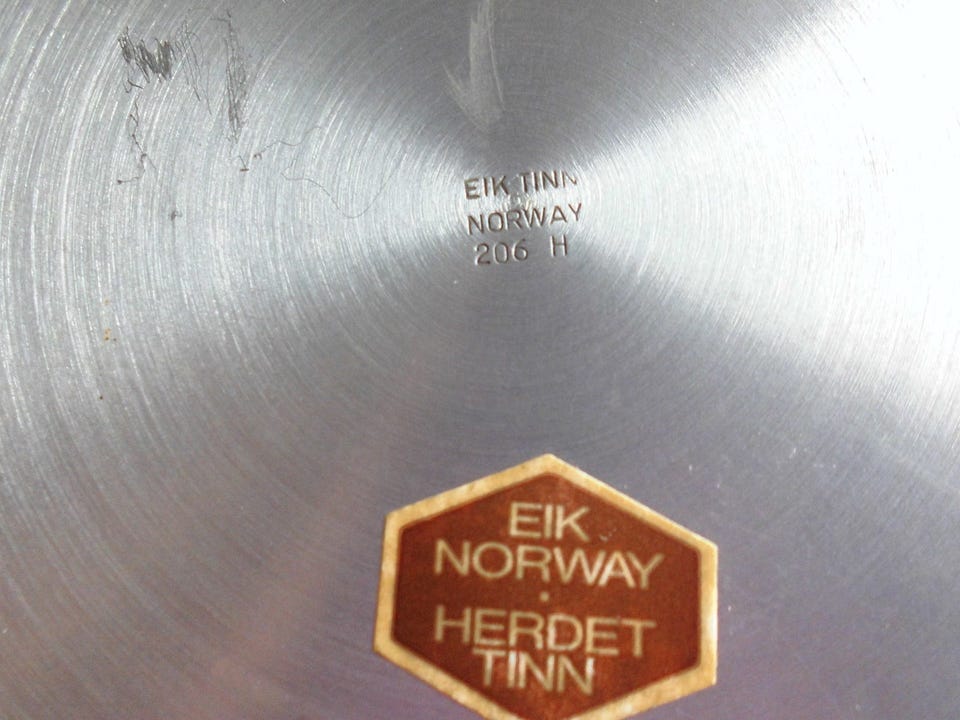 EIK TINN
NORWAY
206 H
EIK
NORWAY
·
HERDET
TINN